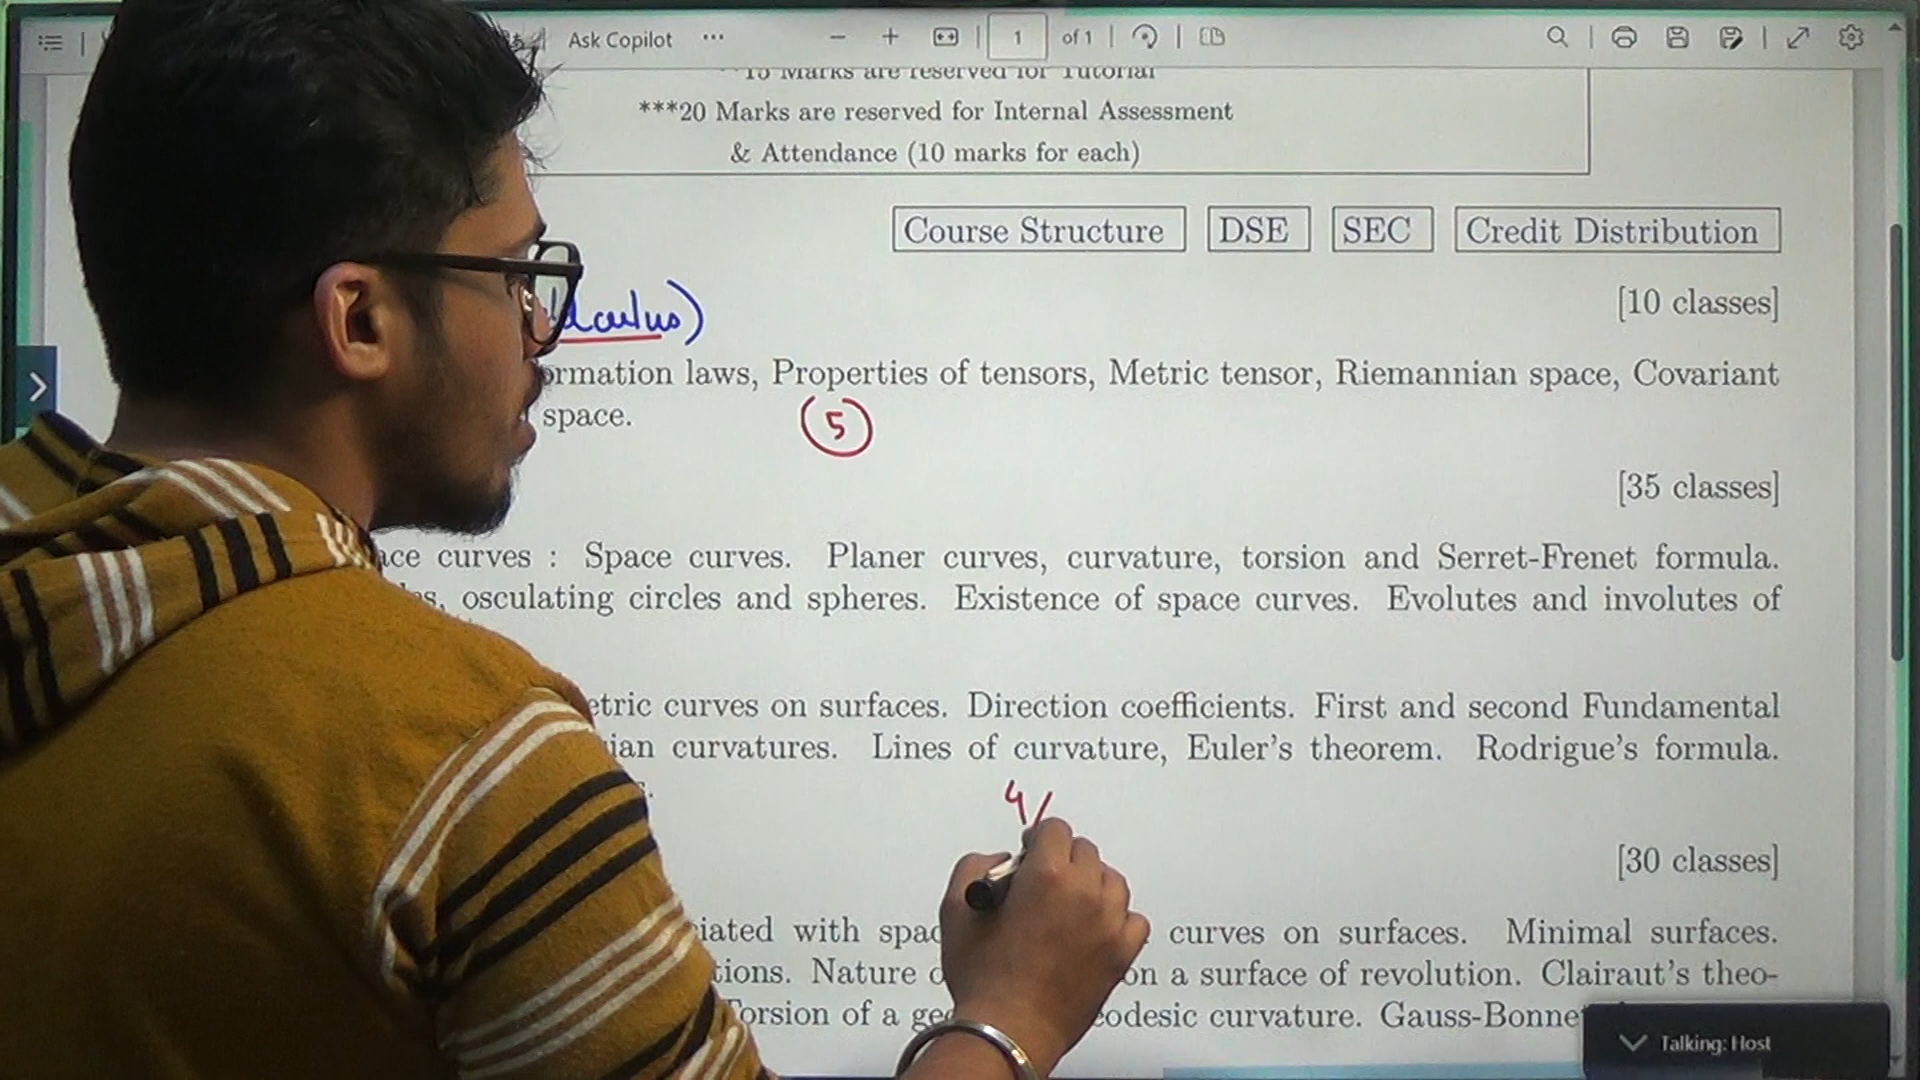 Ask Copilot ... 1 of 1
10 Marks are reserved for Tutorial
***20 Marks are reserved for Internal Assessment
& Attendance (10 marks for each)
Course Structure DSE SEC Credit Distribution
[10 classes]
culus)
ormation laws, Properties of tensors, Metric tensor, Riemannian space, Covariant
space.
5
[35 classes]
ace curves : Space curves. Planer curves, curvature, torsion and Serret-Frenet formula.
es, osculating circles and spheres. Existence of space curves. Evolutes and involutes of
etric curves on surfaces. Direction coefficients. First and second Fundamental
ian curvatures. Lines of curvature, Euler's theorem. Rodrigue's formula.
4/
[30 classes]
iated with spac curves on surfaces. Minimal surfaces.
tions. Nature o on a surface of revolution. Clairaut's theo-
Torsion of a geo eodesic curvature. Gauss-Bonnet
Talking: Host